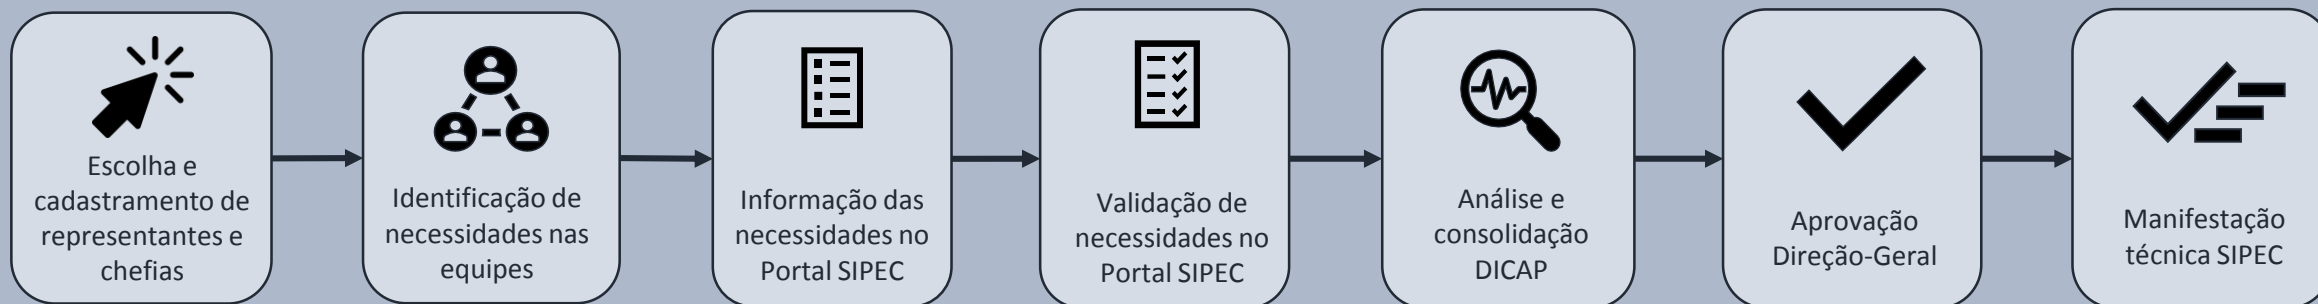 Escolha e
cadastramento de
representantes e
chefias
Identificação de
necessidades nas
equipes
Informação das
necessidades no
Portal SIPEC
Validação de
necessidades no
Portal SIPEC
Análise e
consolidação
DICAP
Aprovação
Direção-Geral
Manifestação
técnica SIPEC